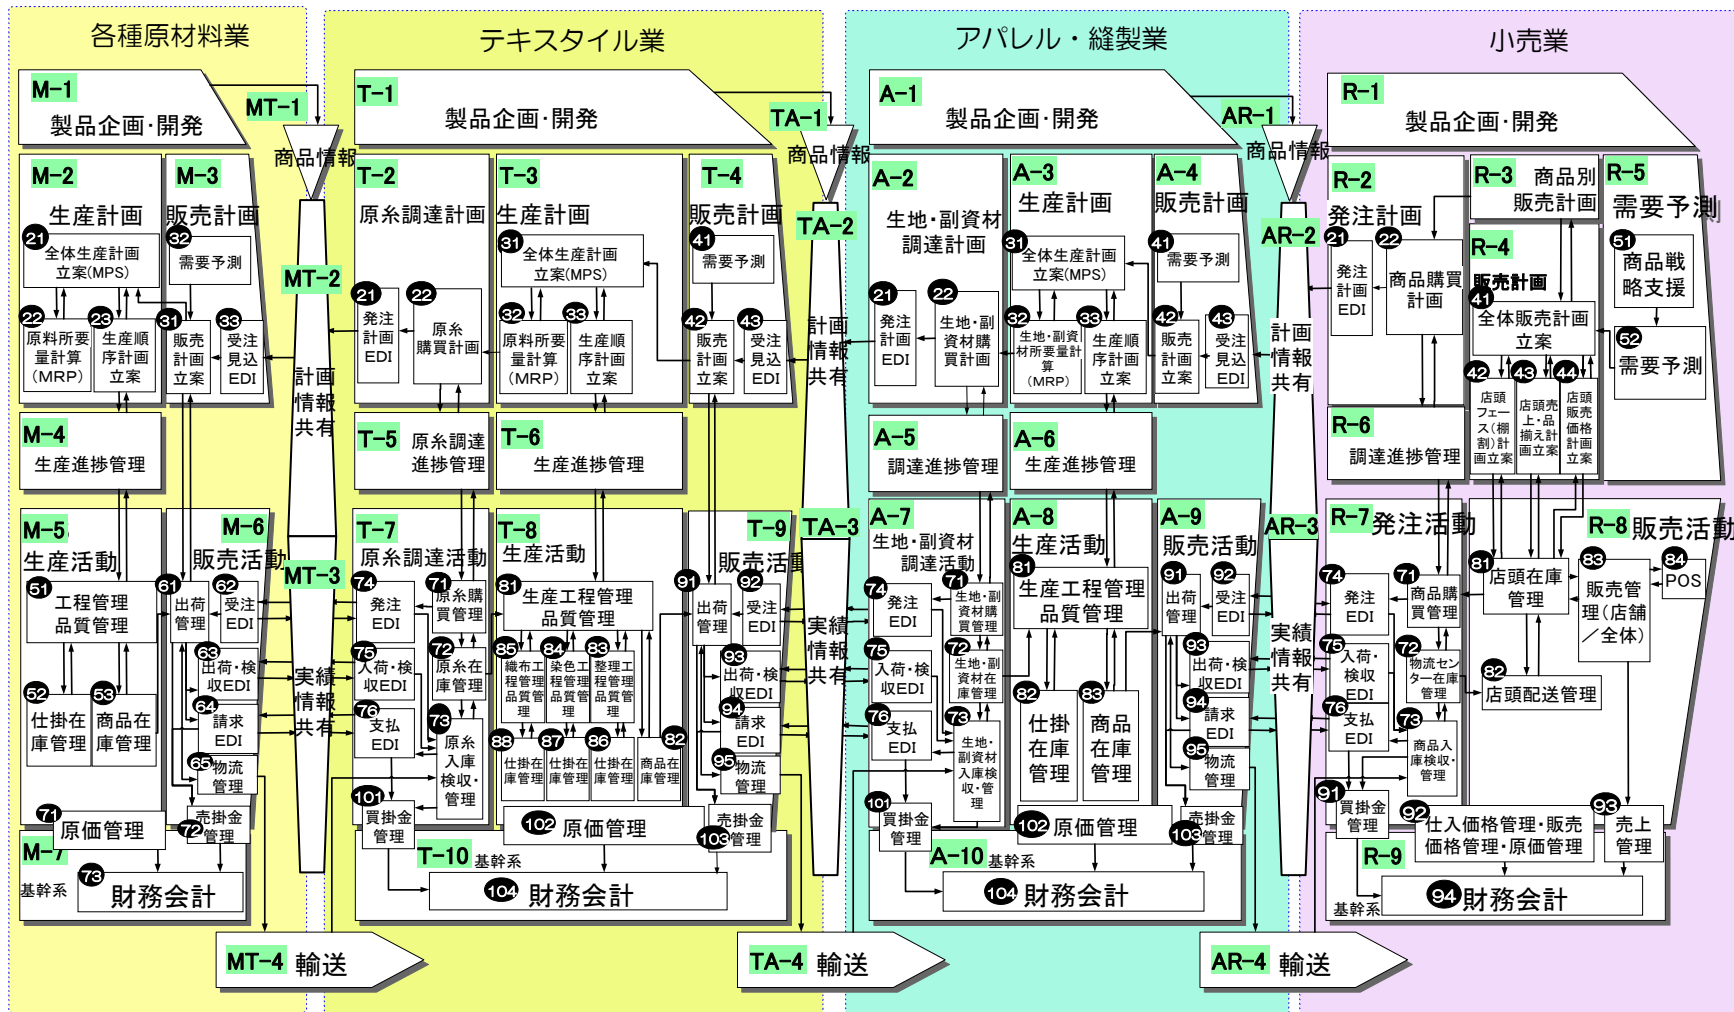 各種原材料業
M-1
製品企画・開発
MT-1
商品情報
M-2
生産計画
21
全体生産計画
立案(MPS)
22
原料所要
量計算
(MRP)
23
生産順
序計画
立案
M-3
販売計画
32
需要予測
31
販売
計画
立案
33
受注
見込
EDI
MT-2
計画
情報
共有
M-4
生産進捗管理
M-5
生産活動
51
工程管理
品質管理
52
仕掛在
庫管理
53
商品在
庫管理
M-6
販売活動
61
出荷
管理
62
受注
EDI
63
出荷・検
収EDI
64
請求
EDI
65
物流
管理
MT-3
実績
情報
共有
71
原価管理
72
売掛金
管理
M-7
基幹系
73
財務会計
MT-4
輸送
テキスタイル業
T-1
製品企画・開発
TA-1
商品情報
T-2
原糸調達計画
21
発注
計画
EDI
22
原糸
購買計画
T-3
生産計画
31
全体生産計画
立案(MPS)
32
原料所要
量計算
(MRP)
33
生産順
序計画
立案
T-4
販売計画
41
需要予測
42
販売
計画
立案
43
受注
見込
EDI
TA-2
計画
情報
共有
T-5
原糸調達
進捗管理
T-6
生産進捗管理
T-7
原糸調達活動
74
発注
EDI
71
原糸購
買管理
75
入荷・検
収EDI
72
原糸在
庫管理
76
支払
EDI
73
原糸
入庫
検収・
管理
T-8
生産活動
81
生産工程管理
品質管理
85
織布工
程管理
品質管
理
84
染色工
程管理
品質管
理
83
整理工
程管理
品質管
理
88
仕掛在
庫管理
87
仕掛在
庫管理
86
仕掛在
庫管理
82
商品在
庫管理
T-9
販売活動
91
出荷
管理
92
受注
EDI
93
出荷・検
収EDI
94
請求
EDI
95
物流
管理
TA-3
実績
情報
共有
101
買掛金
管理
102
原価管理
103
売掛金
管理
T-10
基幹系
104
財務会計
TA-4
輸送
アパレル・縫製業
A-1
製品企画・開発
AR-1
商品情報
A-2
生地・副資材
調達計画
21
発注
計画
EDI
22
生地・副
資材購
買計画
A-3
生産計画
31
全体生産計画
立案(MPS)
32
生地・副資
材所要量計
算
(MRP)
33
生産順
序計画
立案
A-4
販売計画
41
需要予測
42
販売
計画
立案
43
受注
見込
EDI
AR-2
計画
情報
共有
A-5
調達進捗管理
A-6
生産進捗管理
A-7
生地・副資材
調達活動
74
発注
EDI
71
生地・副
資材購
買管理
75
入荷・検
収EDI
72
生地・副
資材在
庫管理
76
支払
EDI
73
生地・
副資材
入庫検
収・管
理
A-8
生産活動
81
生産工程管理
品質管理
82
仕掛
在庫
管理
83
商品
在庫
管理
A-9
販売活動
91
出荷
管理
92
受注
EDI
93
出荷・検
収EDI
94
請求
EDI
95
物流
管理
AR-3
実績
情報
共有
101
買掛金
管理
102
原価管理
103
売掛金
管理
A-10
基幹系
104
財務会計
AR-4
輸送
小売業
R-1
製品企画・開発
R-2
発注計画
21
発注
計画
EDI
22
商品購買
計画
R-3
商品別
販売計画
R-4
販売計画
41
全体販売計画
立案
42
店頭
フェー
ス(棚
割)計
画立案
43
店頭売
上・品
揃え計
画立案
44
店頭
販売
価格
計画
立案
R-5
需要予測
51
商品戦
略支援
52
需要予測
R-6
調達進捗管理
R-7
発注活動
74
発注
EDI
71
商品購
買管理
75
入荷・
検収
EDI
72
物流セン
ター在庫
管理
76
支払
EDI
73
商品入
庫検収・
管理
R-8
販売活動
81
店頭在庫
管理
83
販売管
理(店舗
/全体)
84
POS
82
店頭配送管理
91
買掛金
管理
92
仕入価格管理・販売
価格管理・原価管理
93
売上
管理
R-9
基幹系
94
財務会計